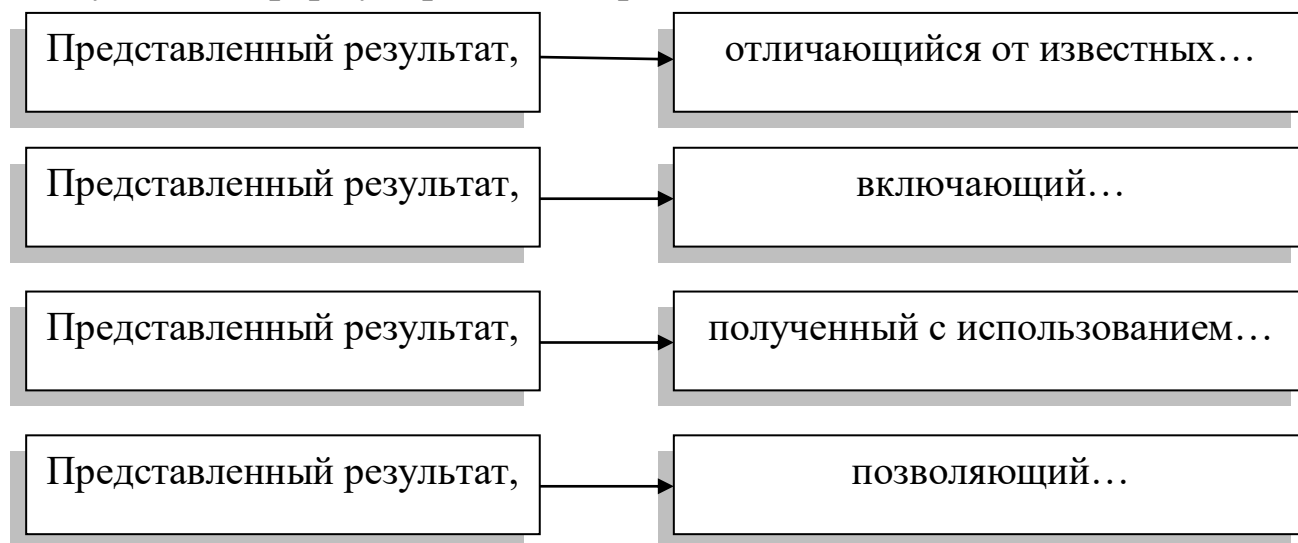 Представленный результат,
отличающийся от известных…
Представленный результат,
включающий…
Представленный результат,
полученный с использованием…
Представленный результат,
позволяющий…